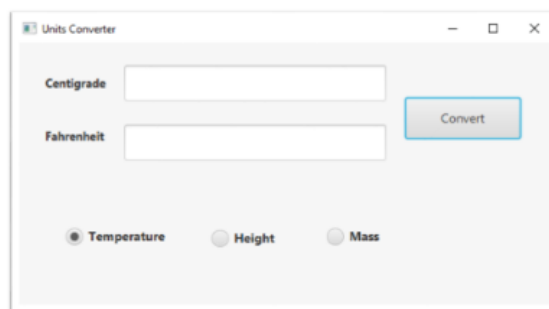 Units Converter
Centigrade
Convert
Fahrenheit
Temperature Height Mass